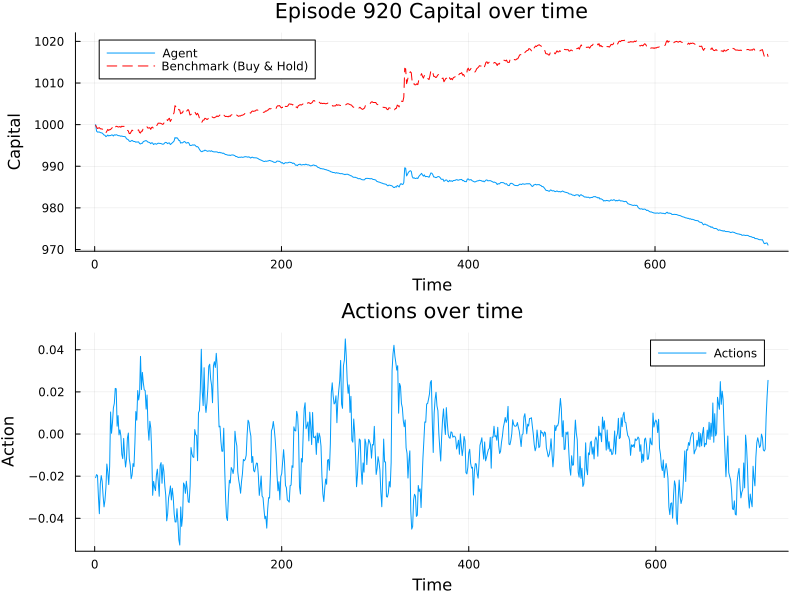 Episode 920 Capital over time
Agent
Benchmark (Buy & Hold)
Capital
1020
1010
1000
990
980
970
0
200
400
600
Time
Actions over time
Actions
Action
0.04
0.02
0.00
−0.02
−0.04
0
200
400
600
Time